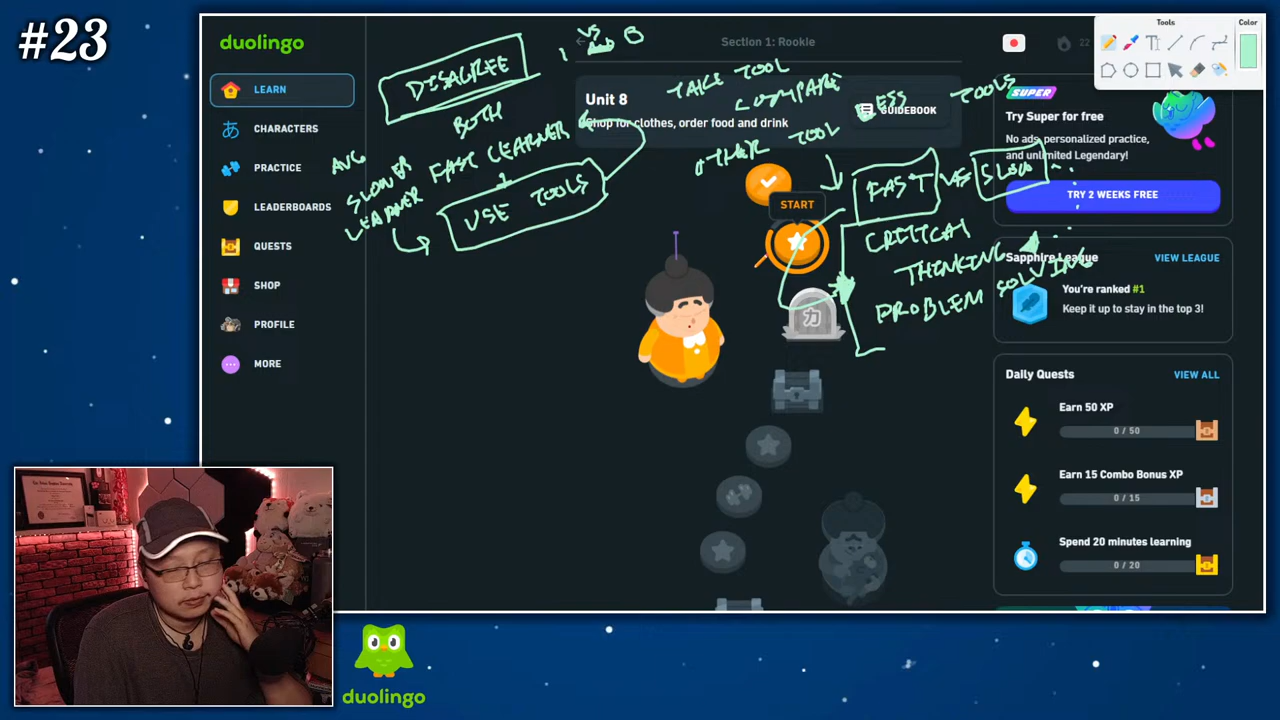 #23
duolingo
LEARN
CHARACTERS
PRACTICE
LEADERBOARDS
QUESTS
SHOP
PROFILE
MORE
Section 1: Rookie
Unit 8
Shop for clothes, order food and drink
GUIDEBOOK
START
力
22
Tools
Color
SUPER
Try Super for free
No ads, personalized practice,
and unlimited Legendary!
TRY 2 WEEKS FREE
Sapphire League
VIEW LEAGUE
You're ranked #1
Keep it up to stay in the top 3!
Daily Quests
VIEW ALL
Earn 50 XP
0 / 50
Earn 15 Combo Bonus XP
0 / 15
Spend 20 minutes learning
0 / 20
DISAGREE
BOTH
FAST LEARNER
AVG
SLOWER
LEARNER
USE TOOLS
VS
TAKE TOOL
COMPARE
LESS TOOLS
OTHER TOOL
FAST VS SLOW
CRITICAL
THINKING
PROBLEM SOLVING
duolingo